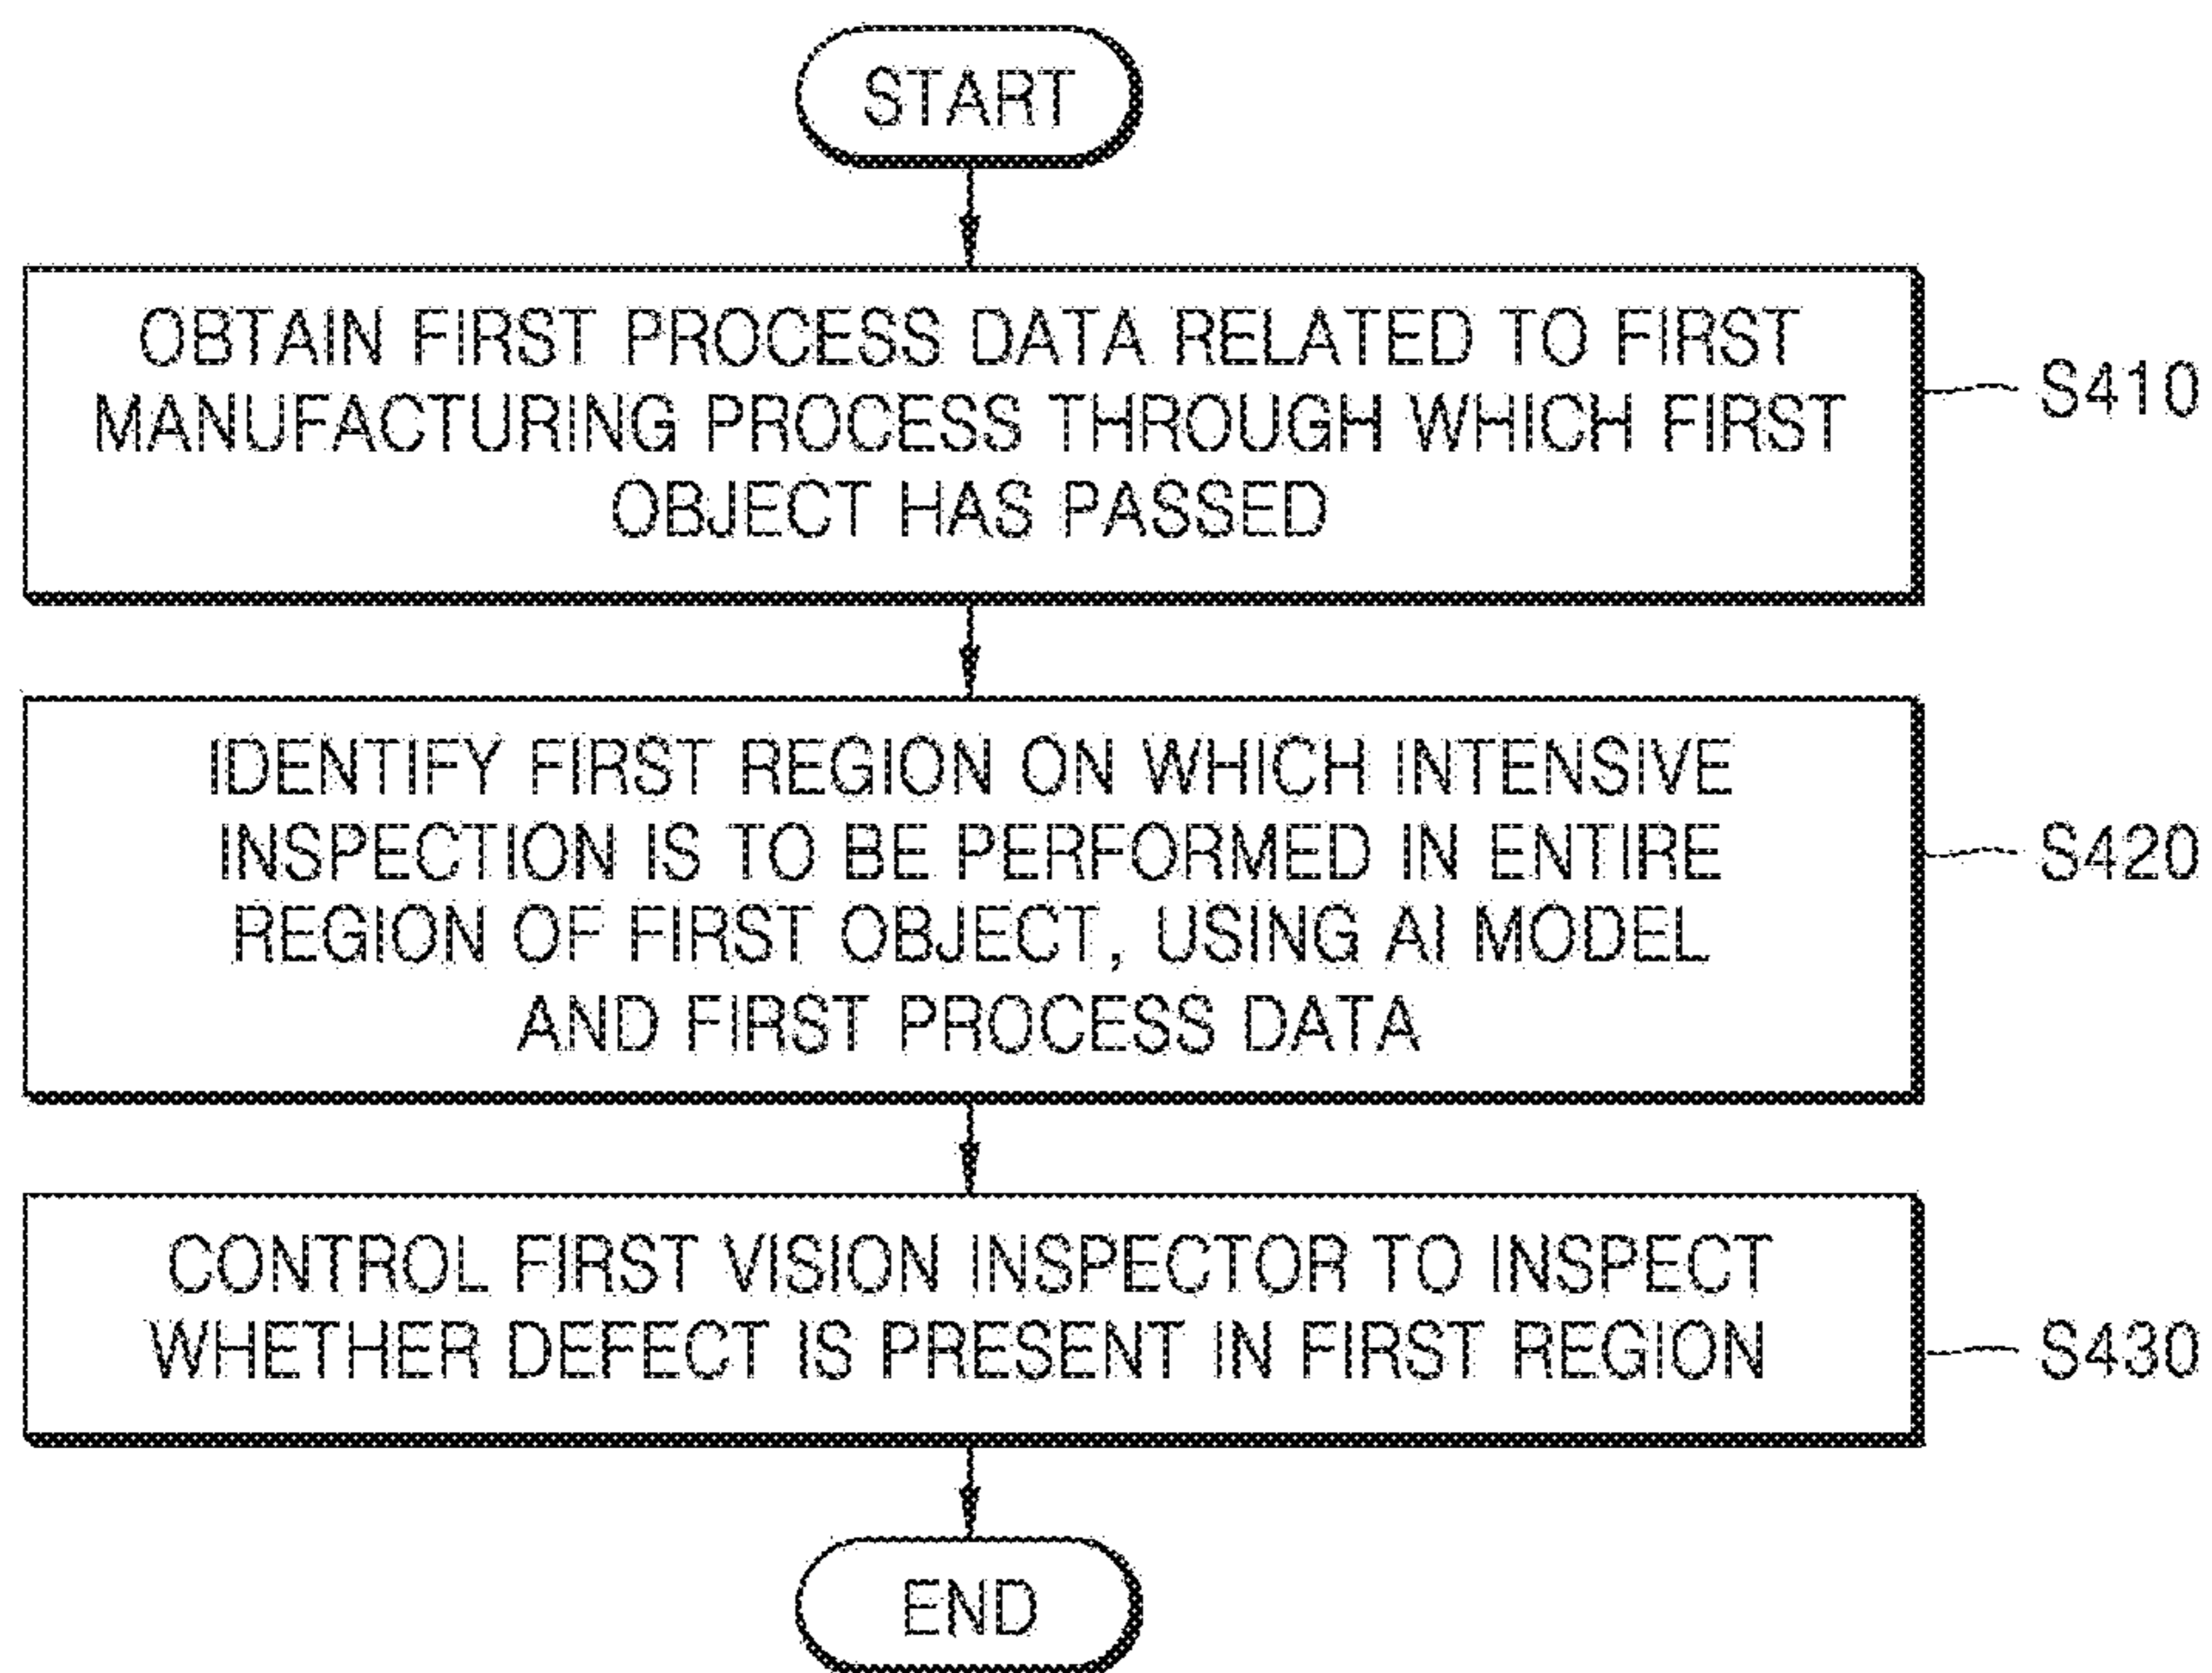 START
OBTAIN FIRST PROCESS DATA RELATED TO FIRST
MANUFACTURING PROCESS THROUGH WHICH FIRST
OBJECT HAS PASSED
S410
IDENTIFY FIRST REGION ON WHICH INTENSIVE
INSPECTION IS TO BE PERFORMED IN ENTIRE
REGION OF FIRST OBJECT, USING AI MODEL
AND FIRST PROCESS DATA
S420
CONTROL FIRST VISION INSPECTOR TO INSPECT
WHETHER DEFECT IS PRESENT IN FIRST REGION
S430
END